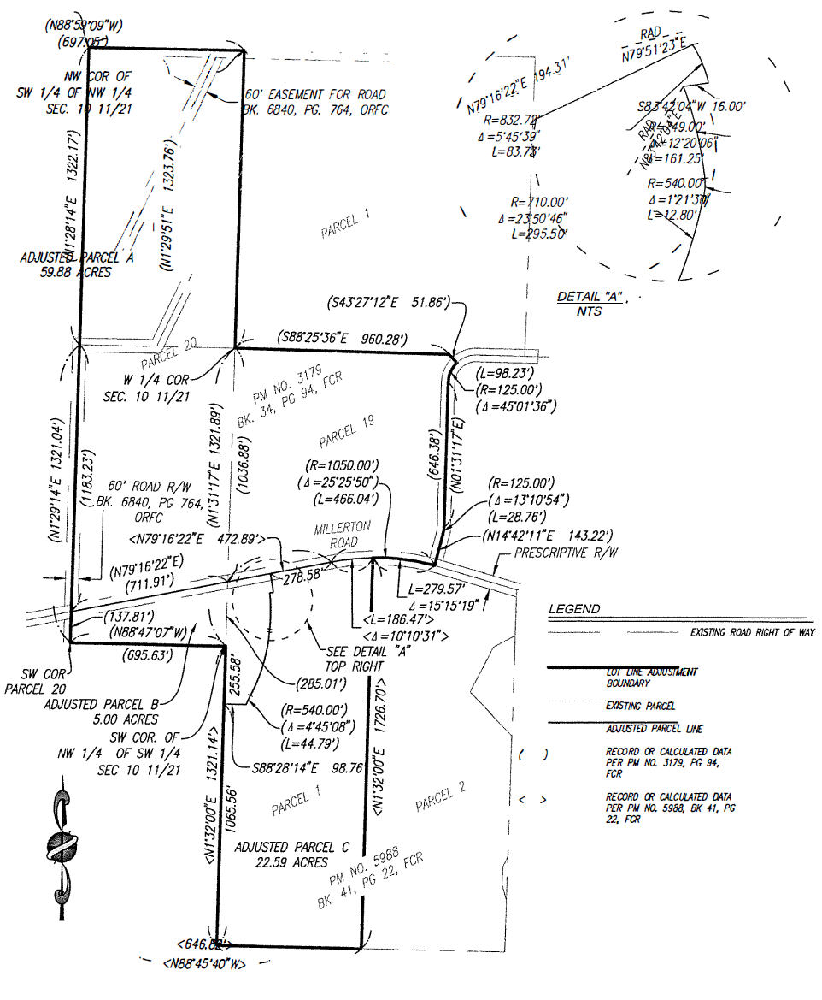 (N88°59'09"W)
(697.05')
NW COR OF
SW 1/4 OF NW 1/4
SEC. 10 11/21
60' EASEMENT FOR ROAD
BK. 6840, PG. 764, ORFC
(N1°28'14"E 1322.17')
(N1°29'51"E 1323.76')
ADJUSTED PARCEL A
59.88 ACRES
PARCEL 1
RAD
N79°51'23"E
N79°16'22"E 194.31'
R=832.72'
Δ=5°45'39"
L=83.73'
S83°42'04"W 16.00'
RAD
N83°42'04"E
R=749.00'
Δ=12°20'06"
L=161.25'
R=540.00'
Δ=1°21'30"
L=12.80'
R=710.00'
Δ=23°50'46"
L=295.50'
DETAIL "A"
NTS
(S43°27'12"E 51.86')
(S88°25'36"E 960.28')
PARCEL 20
W 1/4 COR
SEC. 10 11/21
PM NO. 3179
BK. 34, PG 94, FCR
(L=98.23')
(R=125.00')
(Δ=45°01'36")
PARCEL 19
(N1°29'14"E 1321.04')
(1183.23')
(N1°31'17"E 1321.89')
(1036.88')
(646.38')
(N01°31'17"E)
(R=1050.00')
(Δ=25°25'50")
(L=466.04')
60' ROAD R/W
BK. 6840, PG 764,
ORFC
(R=125.00')
(Δ=13°10'54")
(L=28.76')
(N14°42'11"E 143.22')
PRESCRIPTIVE R/W
MILLERTON
ROAD
<N79°16'22"E 472.89'>
(N79°16'22"E)
(711.91')
278.58'
L=279.57'
Δ=15°15'19"
<L=186.47'>
<Δ=10°10'31">
(137.81')
(N88°47'07"W)
(695.63')
SEE DETAIL "A"
TOP RIGHT
SW COR
PARCEL 20
255.58'
(285.01')
ADJUSTED PARCEL B
5.00 ACRES
(R=540.00')
(Δ=4°45'08")
(L=44.79')
SW COR. OF
NW 1/4 OF SW 1/4
SEC 10 11/21
S88°28'14"E 98.76'
<N1°32'00"E 1321.14'>
1065.56'
<N1°32'00"E 1726.70'>
PARCEL 1
PARCEL 2
ADJUSTED PARCEL C
22.59 ACRES
PM NO. 5988
BK. 41, PG 22, FCR
<646.82'>
<N88°45'40"W>
LEGEND
EXISTING ROAD RIGHT OF WAY
LOT LINE ADJUSTMENT
BOUNDARY
EXISTING PARCEL
ADJUSTED PARCEL LINE
( ) RECORD OR CALCULATED DATA
PER PM NO. 3179, PG 94,
FCR
< > RECORD OR CALCULATED DATA
PER PM NO. 5988, BK 41, PG
22, FCR